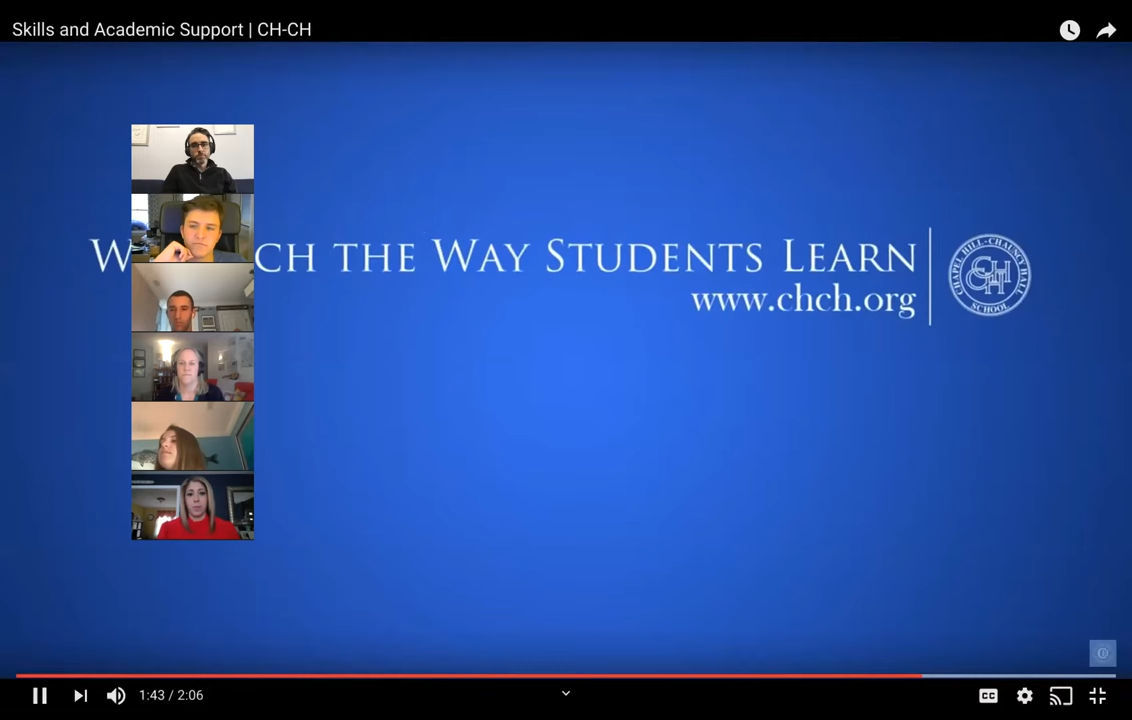 Skills and Academic Support | CH-CH
W CH THE WAY STUDENTS LEARN
www.chch.org
CHAPEL HILL-CHAUNCY HALL
SCHOOL
1:43 / 2:06
CC